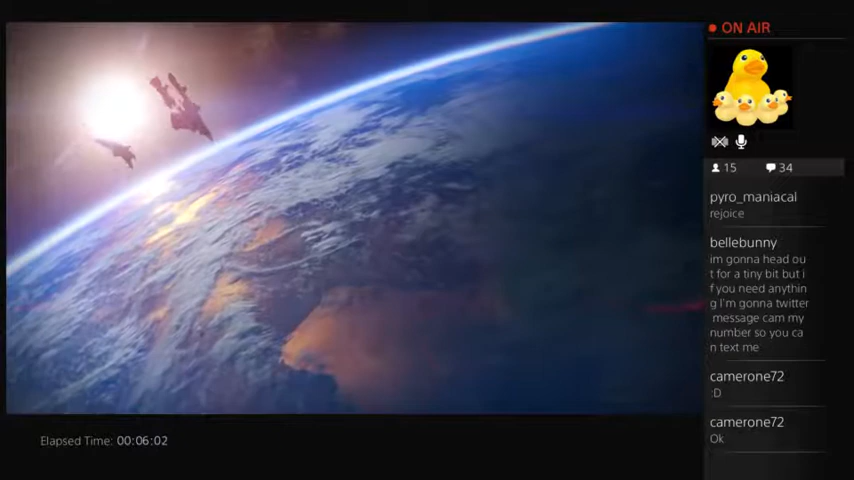 ON AIR
15 34
pyro_maniacal
rejoice
bellebunny
im gonna head ou
t for a tiny bit but i
f you need anythin
g I'm gonna twitter
message cam my
number so you ca
n text me
camerone72
:D
camerone72
Ok
Elapsed Time: 00:06:02